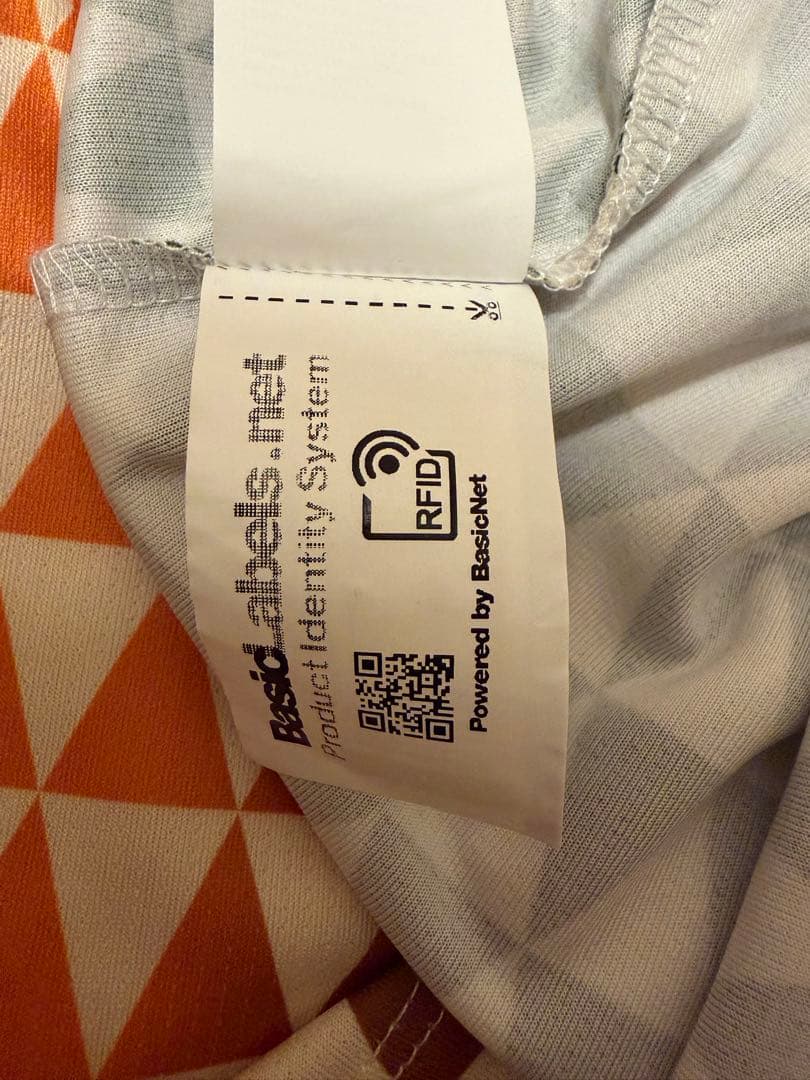 BasicLabels.net
Product Identity System
RFID
Powered by BasicNet